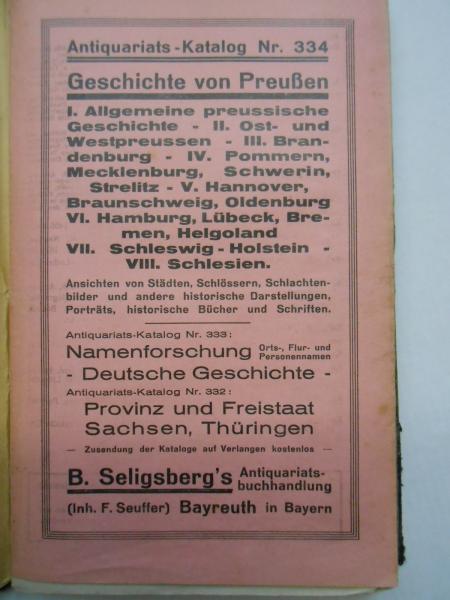 Antiquariats-Katalog Nr. 334
Geschichte von Preußen
I. Allgemeine preussische
Geschichte - II. Ost- und
Westpreussen - III. Bran-
denburg - IV. Pommern,
Mecklenburg, Schwerin,
Strelitz - V. Hannover,
Braunschweig, Oldenburg
VI. Hamburg, Lübeck, Bre-
men, Helgoland
VII. Schleswig-Holstein -
VIII. Schlesien.
Ansichten von Städten, Schlössern, Schlachten-
bilder und andere historische Darstellungen,
Porträts, historische Bücher und Schriften.
Antiquariats-Katalog Nr. 333:
Namenforschung Orts-, Flur- und
Personennamen
- Deutsche Geschichte -
Antiquariats-Katalog Nr. 332:
Provinz und Freistaat
Sachsen, Thüringen
— Zusendung der Kataloge auf Verlangen kostenlos —
B. Seligsberg's Antiquariats-
buchhandlung
(Inh. F. Seuffer) Bayreuth in Bayern